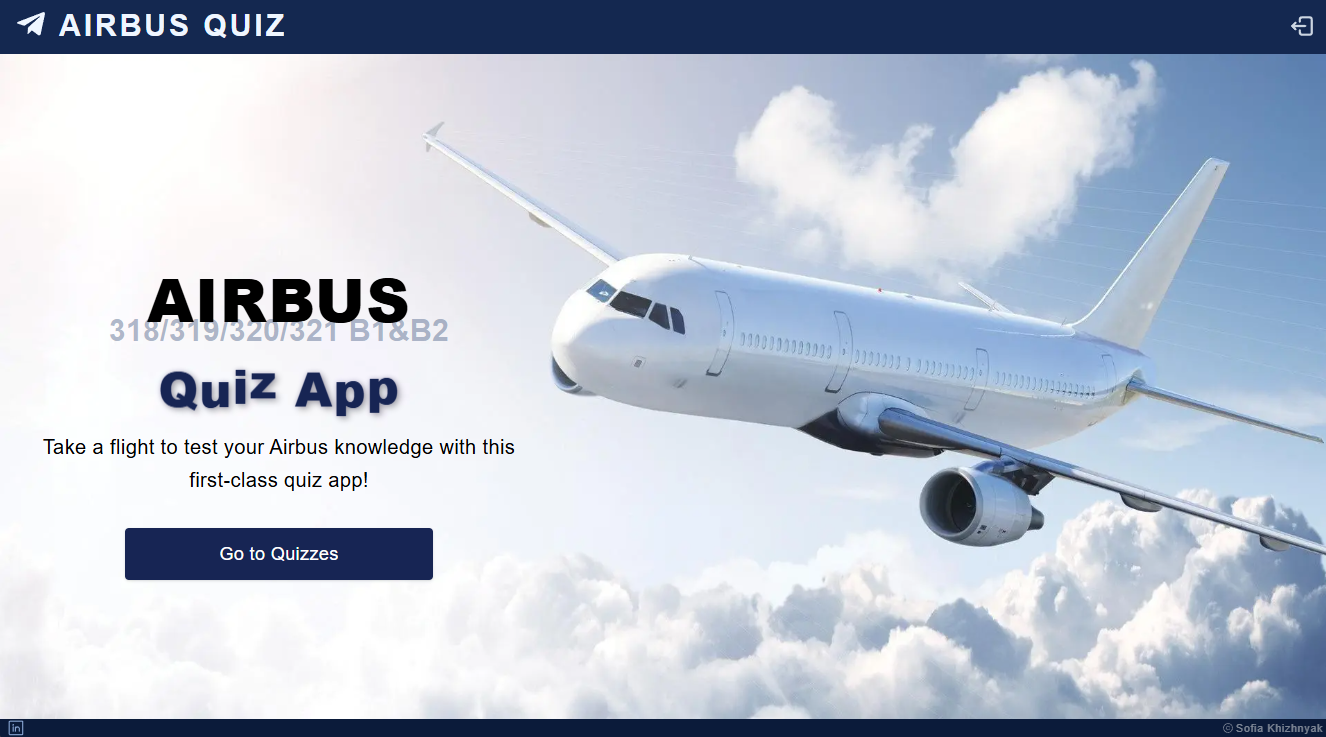 AIRBUS QUIZ
AIRBUS
318/319/320/321 B1&B2
Quiz App
Take a flight to test your Airbus knowledge with this
first-class quiz app!
Go to Quizzes
in
© Sofia Khizhnyak